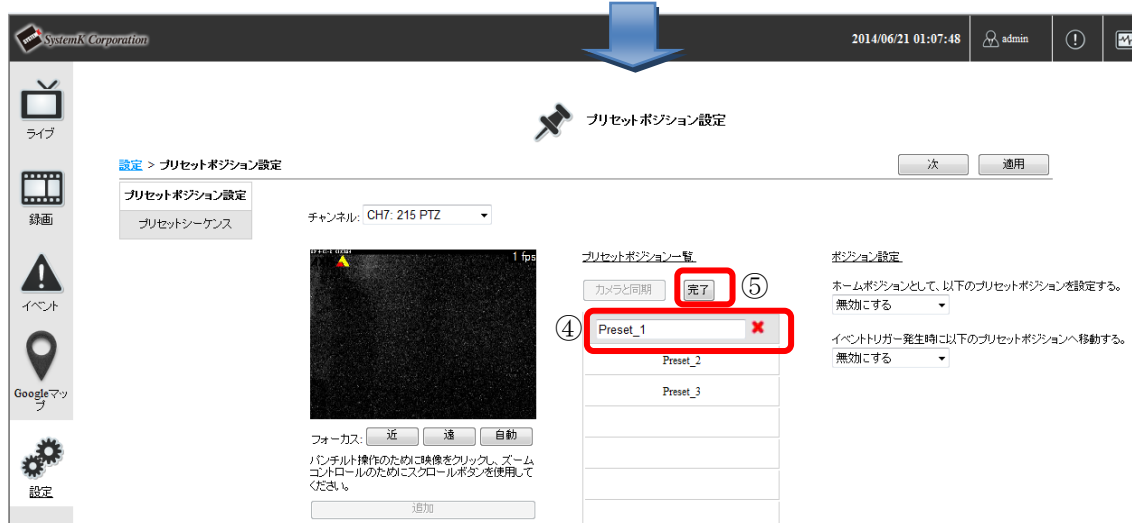 SystemK Corporation
2014/06/21 01:07:48
admin
ライブ
録画
イベント
Googleマッ
プ
設定
プリセットポジション設定
設定 > プリセットポジション設定
次
適用
プリセットポジション設定
プリセットシーケンス
チャンネル: CH7: 215 PTZ
1 fps
フォーカス: 近 遠 自動
パンチルト操作のために映像をクリックし、ズーム
コントロールのためにスクロールボタンを使用して
ください。
追加
プリセットポジション一覧
カメラと同期 完了 ⑤
④ Preset_1
Preset_2
Preset_3
ポジション設定
ホームポジションとして、以下のプリセットポジションを設定する。
無効にする
イベントトリガー発生時に以下のプリセットポジションへ移動する。
無効にする